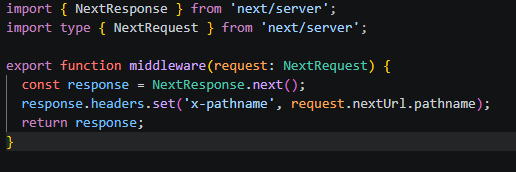 import { NextResponse } from 'next/server';
import type { NextRequest } from 'next/server';

export function middleware(request: NextRequest) {
  const response = NextResponse.next();
  response.headers.set('x-pathname', request.nextUrl.pathname);
  return response;
}